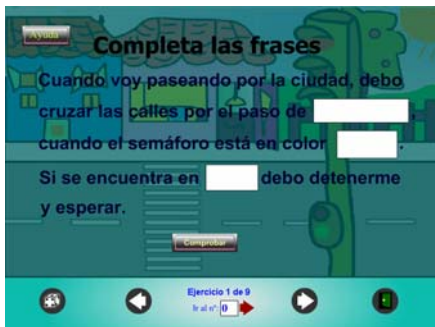 Ayuda
Completa las frases
Cuando voy paseando por la ciudad, debo
cruzar las calles por el paso de ,
cuando el semáforo está en color .
Si se encuentra en debo detenerme
y esperar.
Comprobar
Ejercicio 1 de 9
Ir al nº: 0